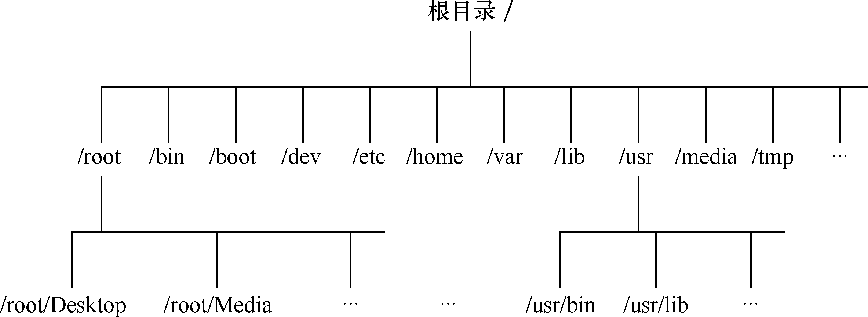 根目录 /
/root /bin /boot /dev /etc /home /var /lib /usr /media /tmp …
/root/Desktop /root/Media … … /usr/bin /usr/lib …